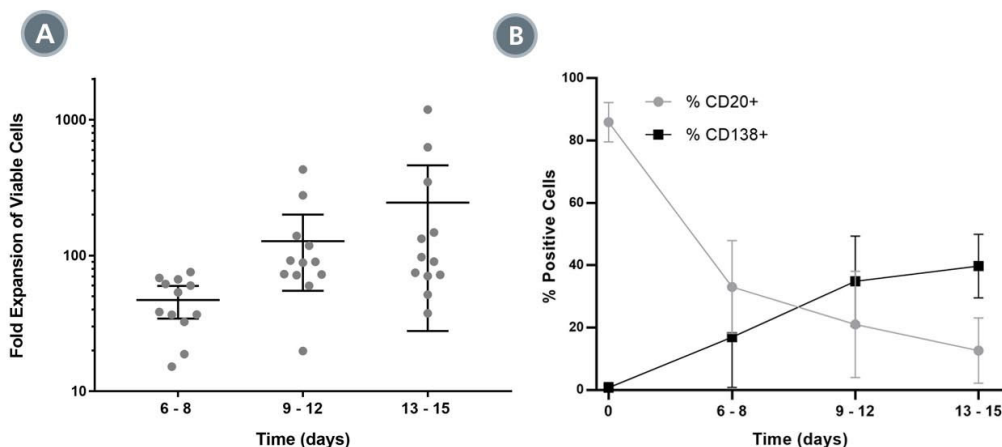 A
Fold Expansion of Viable Cells
1000
100
10
6 - 8
9 - 12
13 - 15
Time (days)
B
% Positive Cells
100
80
60
40
20
0
% CD20+
% CD138+
0
6 - 8
9 - 12
13 - 15
Time (days)